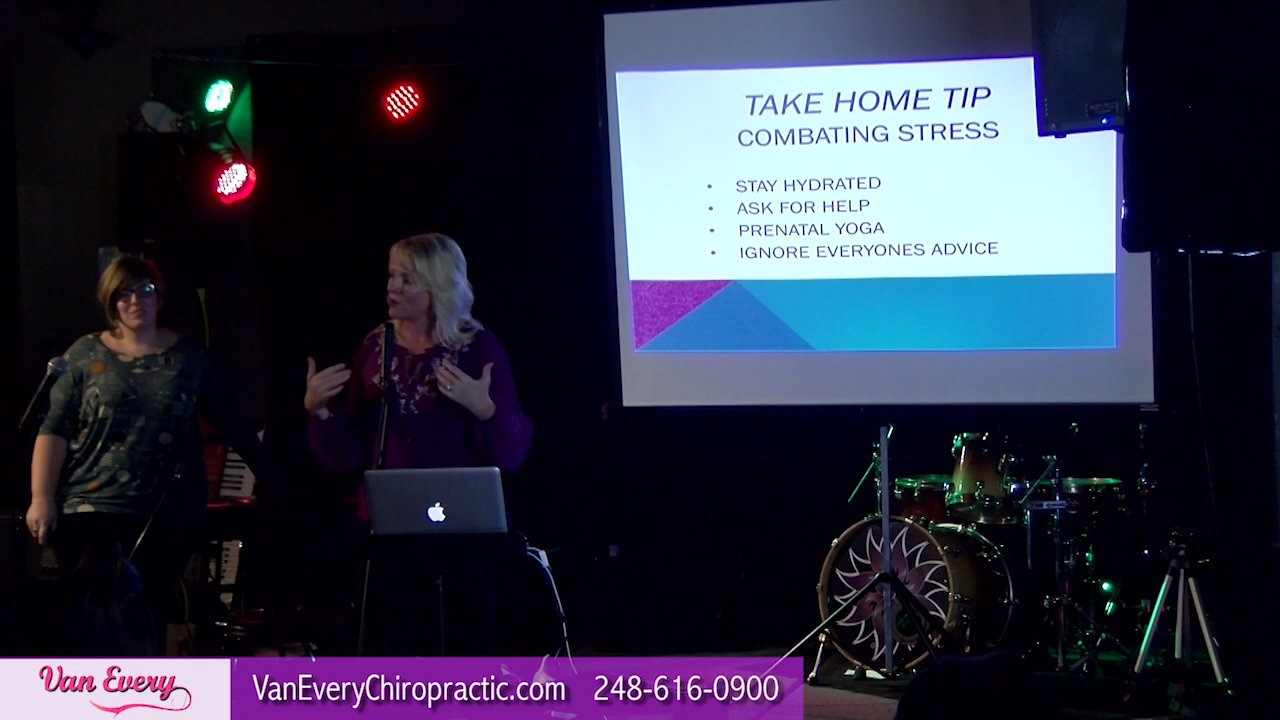 TAKE HOME TIP
COMBATING STRESS
• STAY HYDRATED
• ASK FOR HELP
• PRENATAL YOGA
• IGNORE EVERYONES ADVICE
Van Every
VanEveryChiropractic.com 248-616-0900